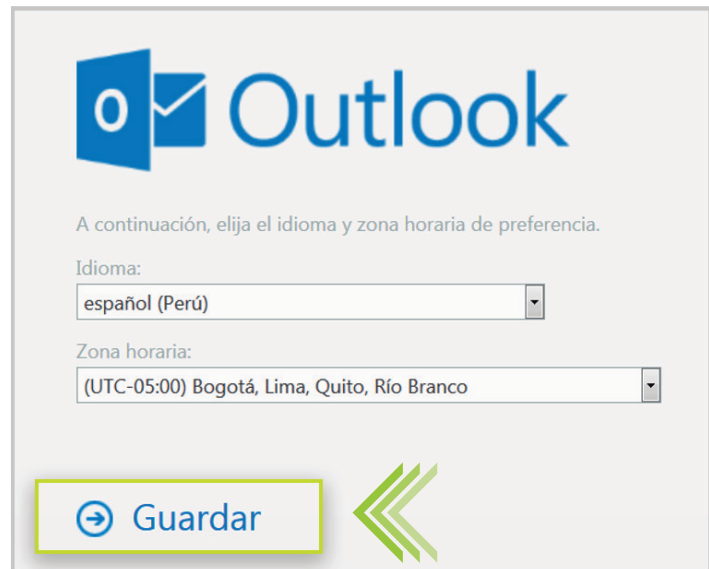 Outlook
A continuación, elija el idioma y zona horaria de preferencia.
Idioma:
español (Perú)
Zona horaria:
(UTC-05:00) Bogotá, Lima, Quito, Río Branco
Guardar